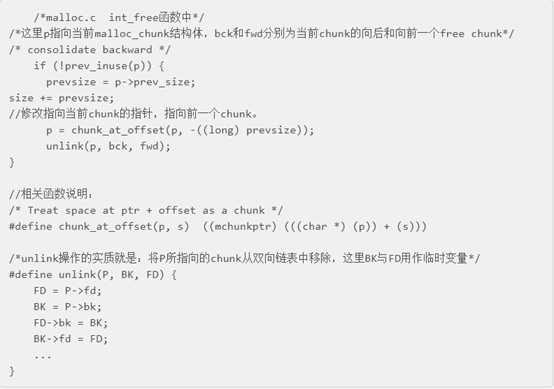 /*malloc.c  int_free函数中*/
/*这里p指向当前malloc_chunk结构体，bck和fwd分别为当前chunk的向后和向前一个free chunk*/
/* consolidate backward */
    if (!prev_inuse(p)) {
      prevsize = p->prev_size;
size += prevsize;
//修改指向当前chunk的指针，指向前一个chunk。
      p = chunk_at_offset(p, -((long) prevsize));
      unlink(p, bck, fwd);
}
//相关函数说明：
/* Treat space at ptr + offset as a chunk */
#define chunk_at_offset(p, s)  ((mchunkptr) (((char *) (p)) + (s)))
/*unlink操作的实质就是：将P所指向的chunk从双向链表中移除，这里BK与FD用作临时变量*/
#define unlink(P, BK, FD) {
    FD = P->fd;
    BK = P->bk;
    FD->bk = BK;
    BK->fd = FD;
    ...
}